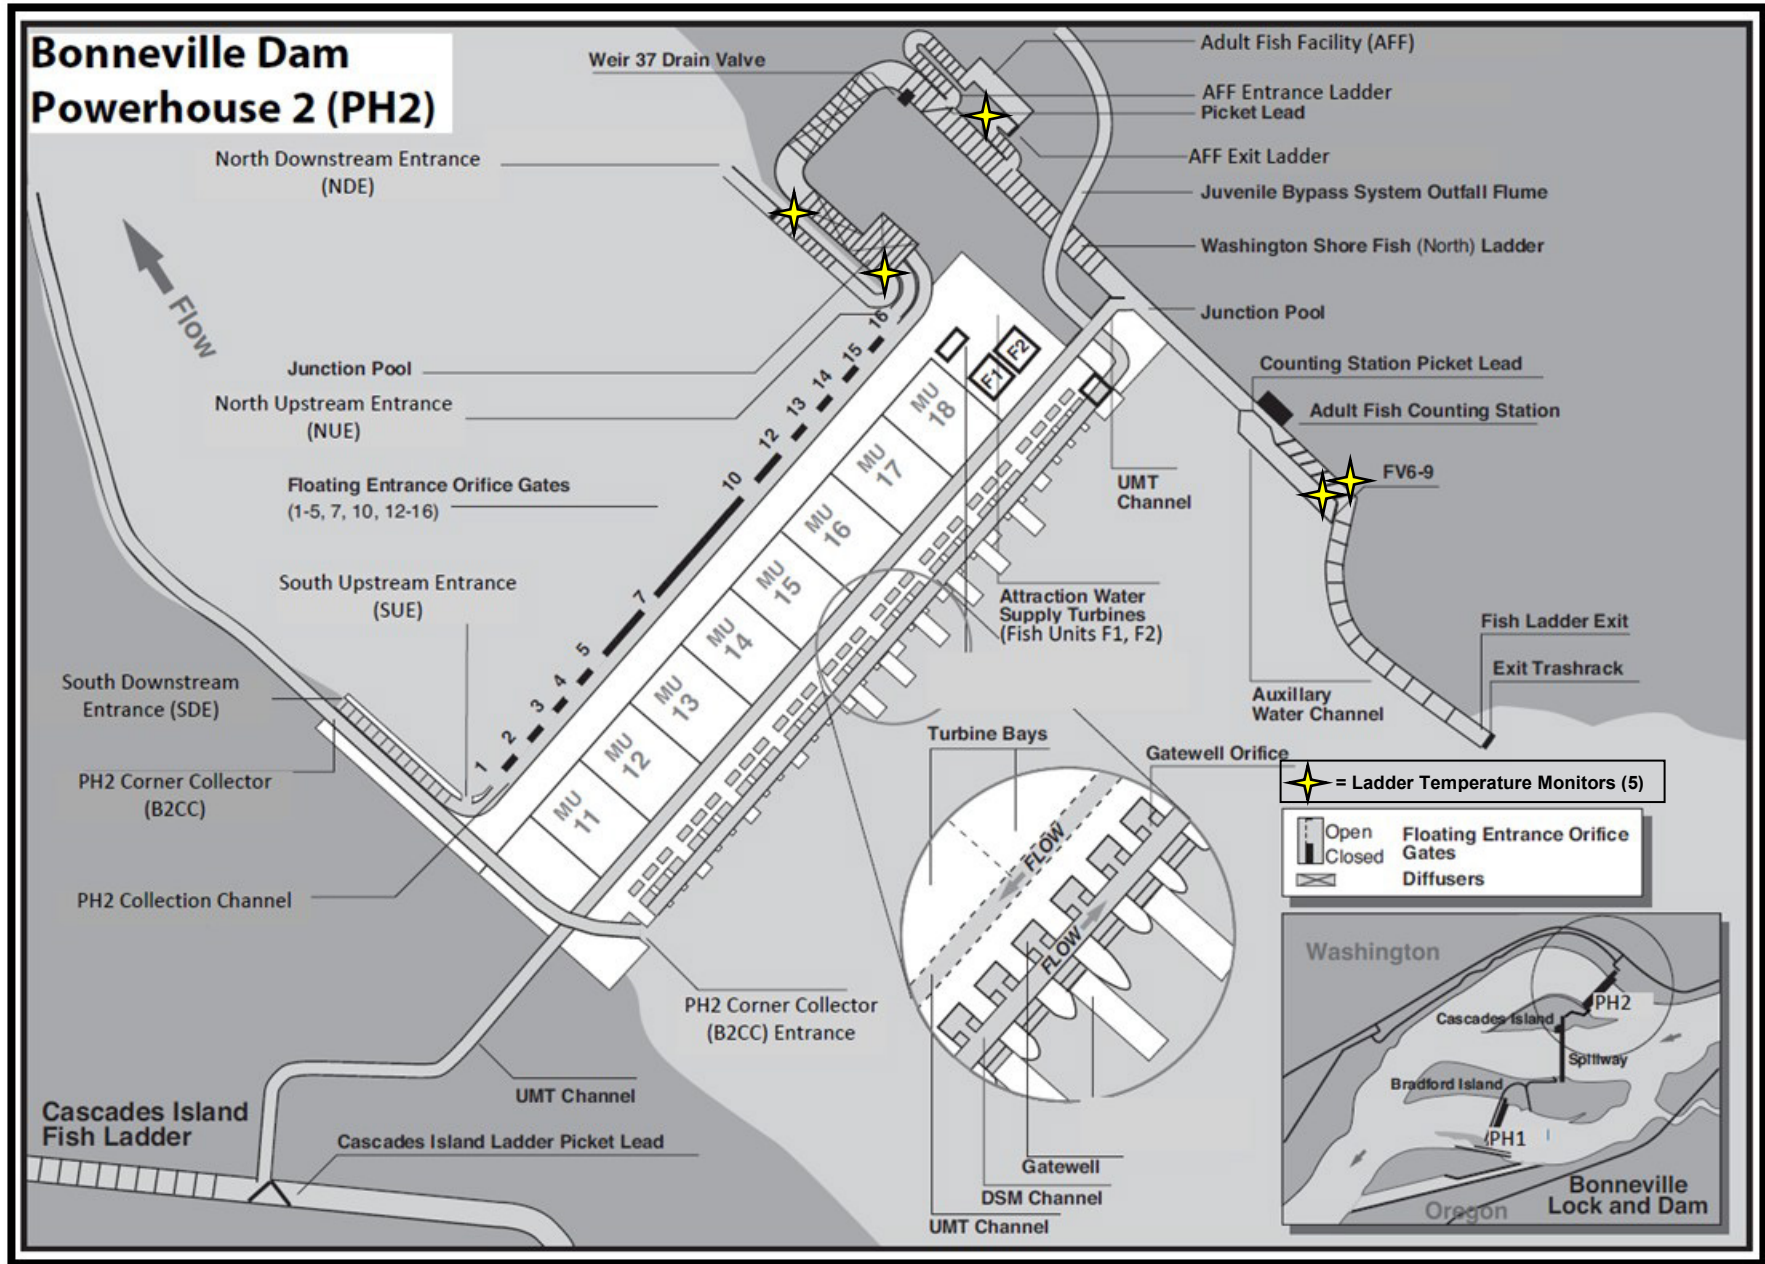 Bonneville Dam
Powerhouse 2 (PH2)
Weir 37 Drain Valve
Adult Fish Facility (AFF)
AFF Entrance Ladder
Picket Lead
AFF Exit Ladder
North Downstream Entrance
(NDE)
Juvenile Bypass System Outfall Flume
Washington Shore Fish (North) Ladder
Flow
Junction Pool
Junction Pool
North Upstream Entrance
(NUE)
Counting Station Picket Lead
Adult Fish Counting Station
FV6-9
Floating Entrance Orifice Gates
(1-5, 7, 10, 12-16)
UMT
Channel
South Upstream Entrance
(SUE)
Attraction Water
Supply Turbines
(Fish Units F1, F2)
Fish Ladder Exit
Exit Trashrack
Auxillary
Water Channel
South Downstream
Entrance (SDE)
PH2 Corner Collector
(B2CC)
PH2 Collection Channel
16
15
14
13
12
10
7
5
4
3
2
1
F2
F1
MU
18
MU
17
MU
16
MU
15
MU
14
MU
13
MU
12
MU
11
Turbine Bays
Gatewell Orifice
FLOW
FLOW
PH2 Corner Collector
(B2CC) Entrance
UMT Channel
Gatewell
DSM Channel
UMT Channel
Cascades Island
Fish Ladder
Cascades Island Ladder Picket Lead
= Ladder Temperature Monitors (5)
Open
Closed
Floating Entrance Orifice
Gates
Diffusers
Washington
PH2
Cascades Island
Spillway
Bradford Island
PH1
Oregon
Bonneville
Lock and Dam